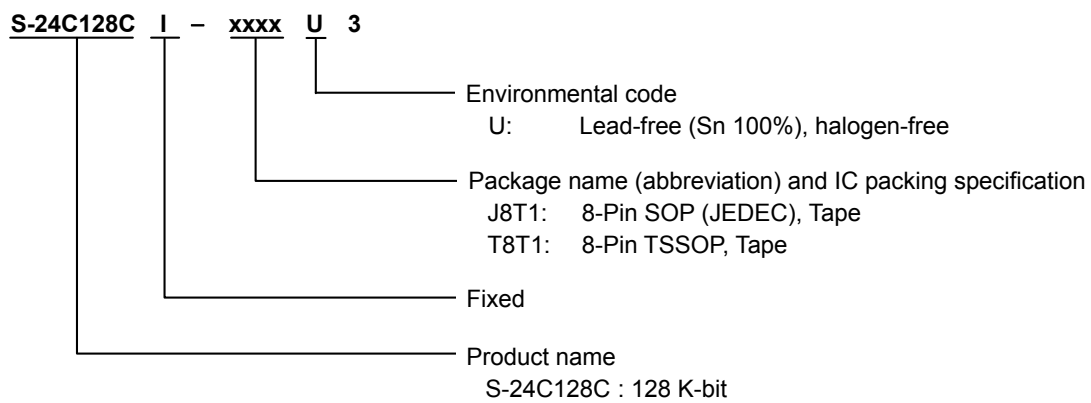 S-24C128C I – xxxx U 3
Environmental code
U: Lead-free (Sn 100%), halogen-free
Package name (abbreviation) and IC packing specification
J8T1: 8-Pin SOP (JEDEC), Tape
T8T1: 8-Pin TSSOP, Tape
Fixed
Product name
S-24C128C : 128 K-bit